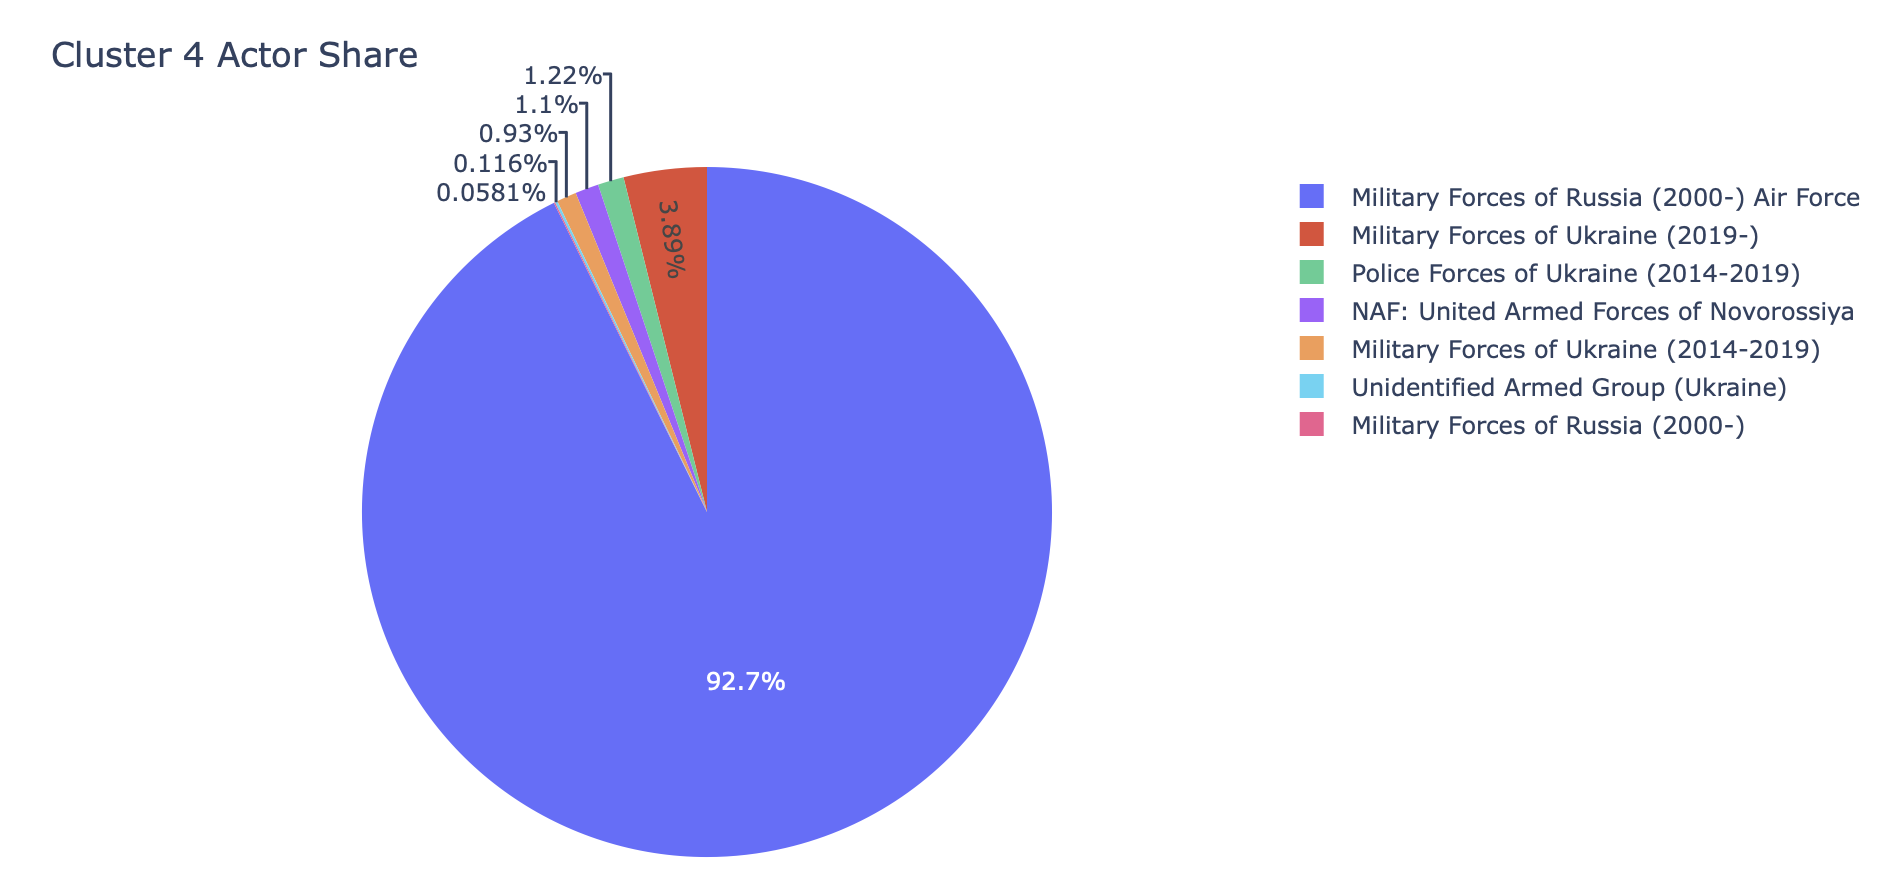 Cluster 4 Actor Share
1.22%
1.1%
0.93%
0.116%
0.0581%
3.89%
92.7%
Military Forces of Russia (2000-) Air Force
Military Forces of Ukraine (2019-)
Police Forces of Ukraine (2014-2019)
NAF: United Armed Forces of Novorossiya
Military Forces of Ukraine (2014-2019)
Unidentified Armed Group (Ukraine)
Military Forces of Russia (2000-)